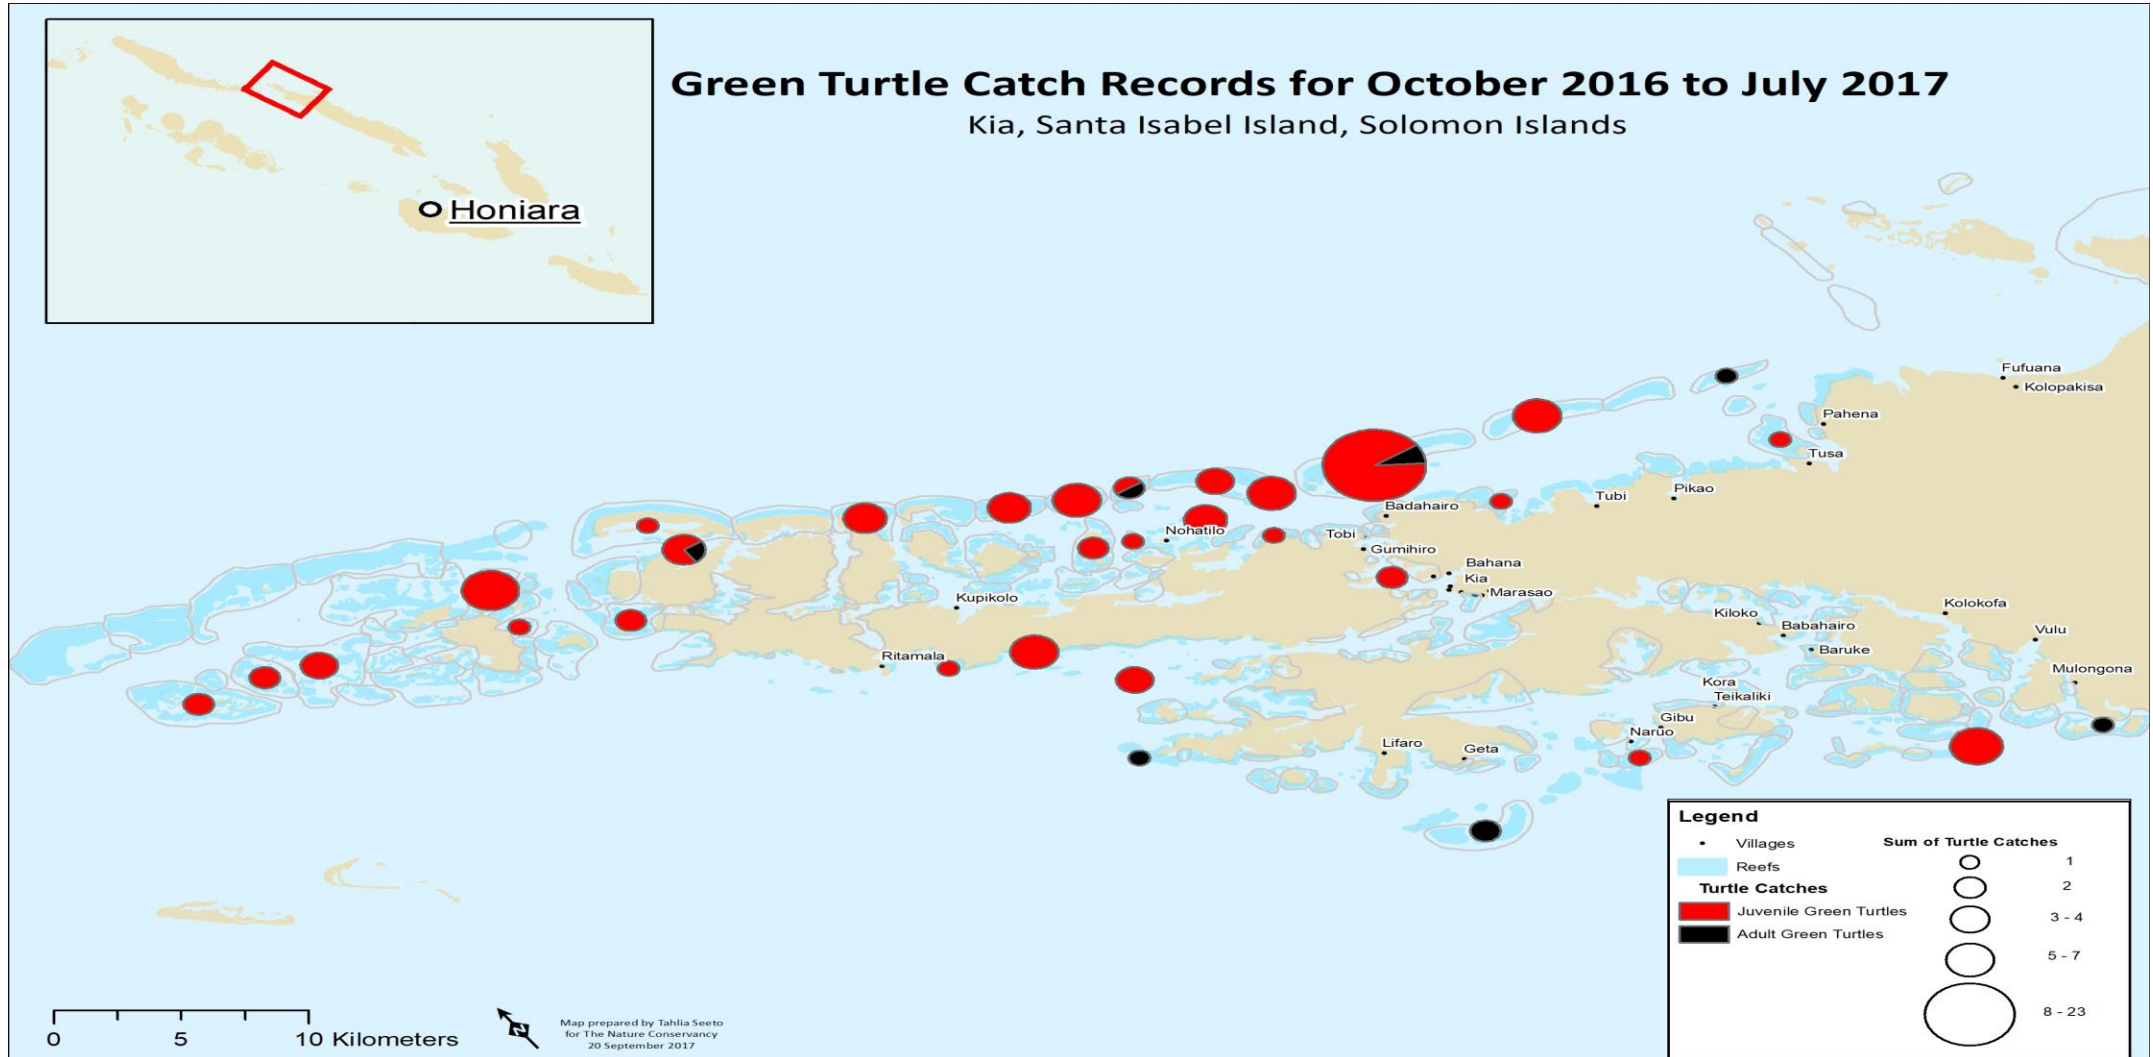 Green Turtle Catch Records for October 2016 to July 2017
Kia, Santa Isabel Island, Solomon Islands
Honiara
Fufuana
Kolopakisa
Pahena
Tusa
Pikao
Tubi
Badahairo
Tobi
Nohatilo
Gumihiro
Bahana
Kia
Marasao
Kupikolo
Ritamala
Kiloko
Babahairo
Baruke
Kolokofa
Vulu
Mulongona
Kora
Teikaliki
Gibu
Naruo
Lifaro
Geta
Legend
Villages
Reefs
Turtle Catches
Juvenile Green Turtles
Adult Green Turtles
Sum of Turtle Catches
1
2
3 - 4
5 - 7
8 - 23
0 5 10 Kilometers
N
Map prepared by Tahlia Seeto
for The Nature Conservancy
20 September 2017